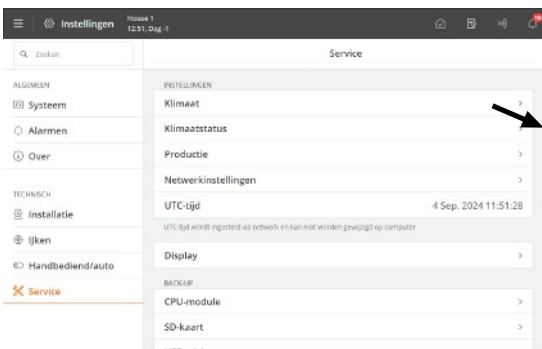 Instellingen
House 1
12:51, Dag -1
Zoeken
Service
ALGEMEEN
Systeem
Alarmen
Over
TECHNISCH
Installatie
IJken
Handbediend/auto
Service
INSTELLINGEN
Klimaat
Klimaatstatus
Productie
Netwerkinstellingen
UTC-tijd 4 Sep. 2024 11:51:28
UTC-tijd wordt ingesteld via netwerk en kan niet worden gewijzigd op computer
Display
BACK-UP
CPU-module
SD-kaart